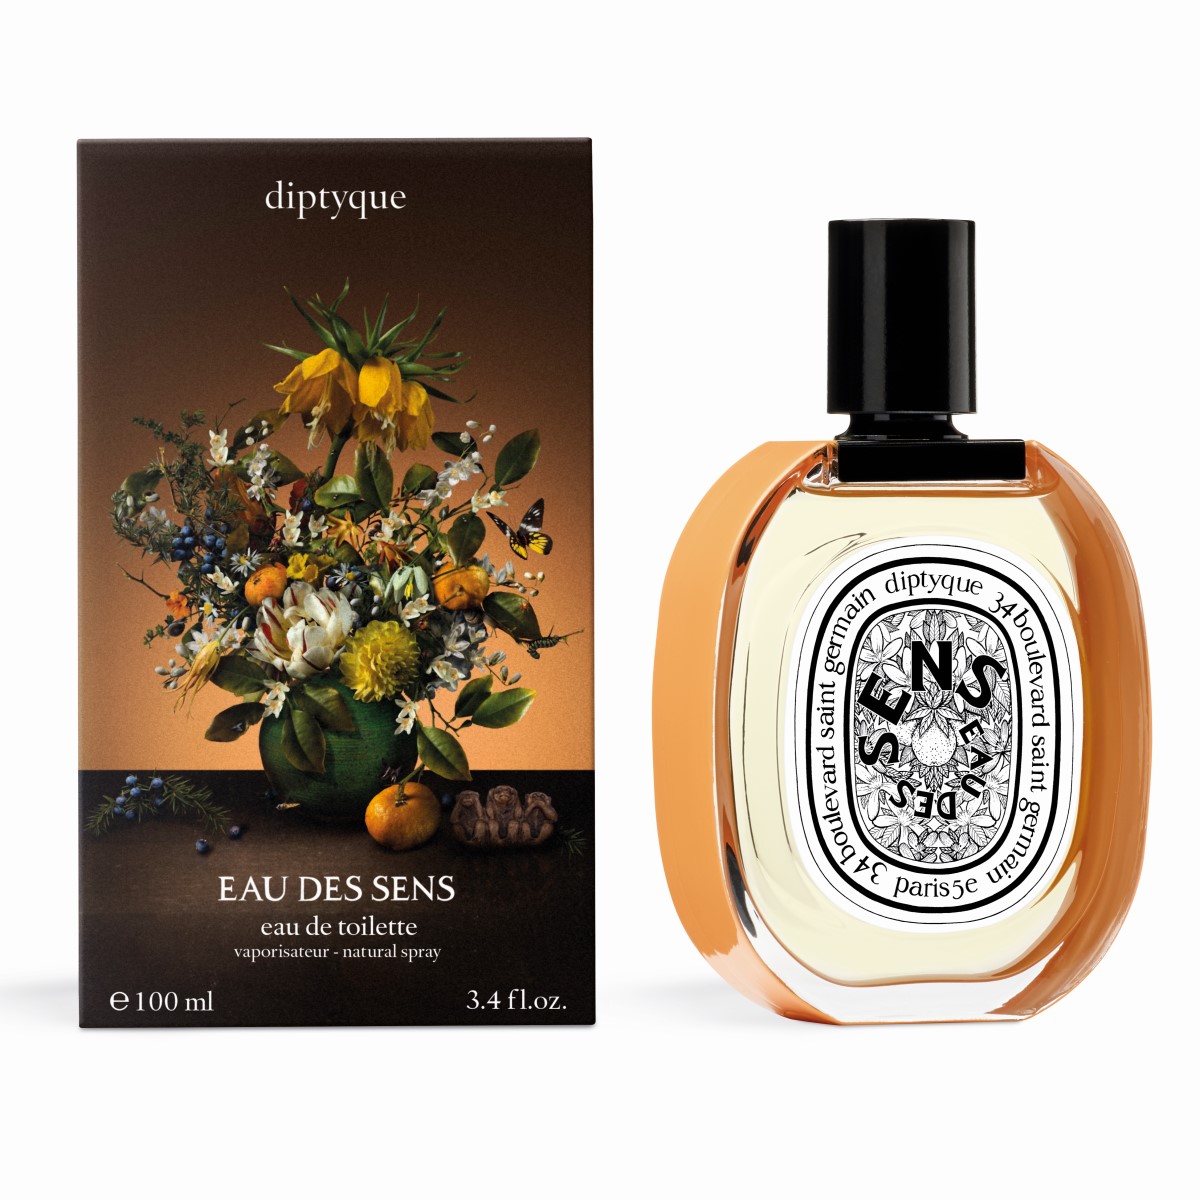 diptyque
EAU DES SENS
eau de toilette
vaporisateur - natural spray
℮ 100 ml
3.4 fl.oz.
diptyque 34 boulevard saint germain
paris 5e
34 boulevard saint germain
EAU DES
SENS